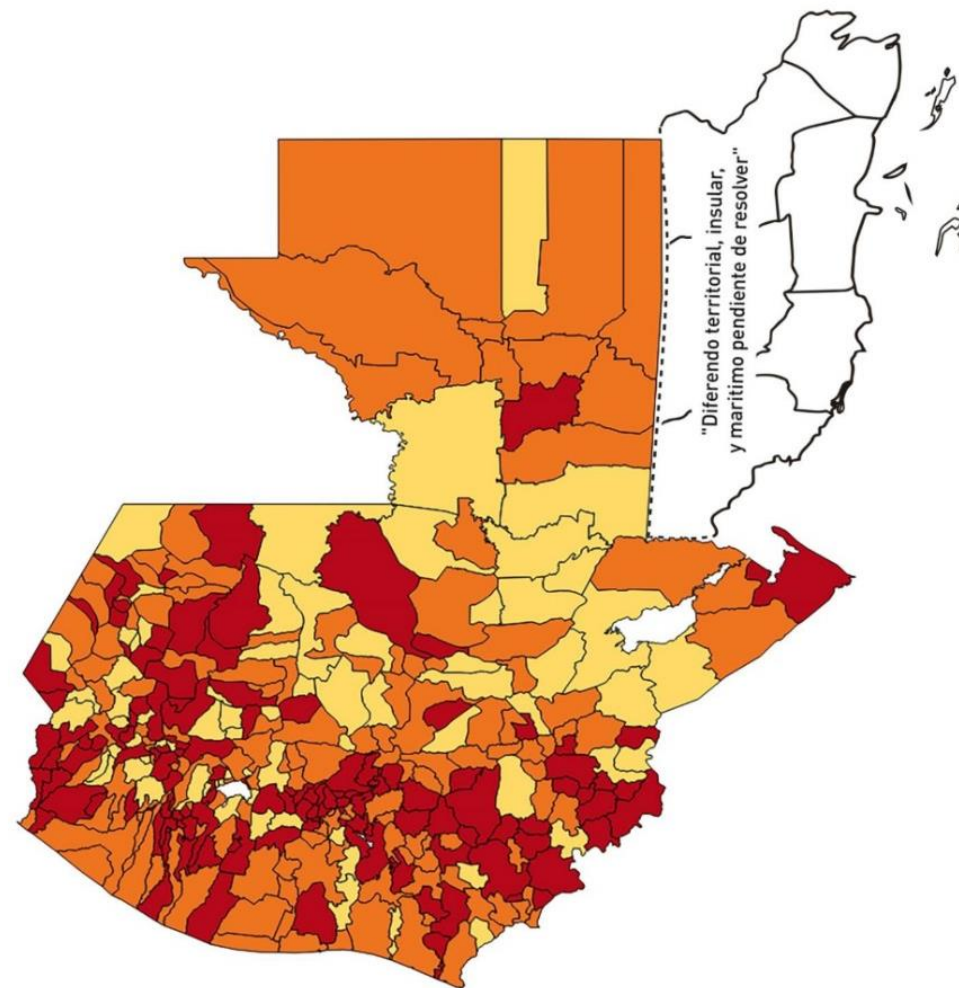 "Diferendo territorial, insular,
y marítimo pendiente de resolver"